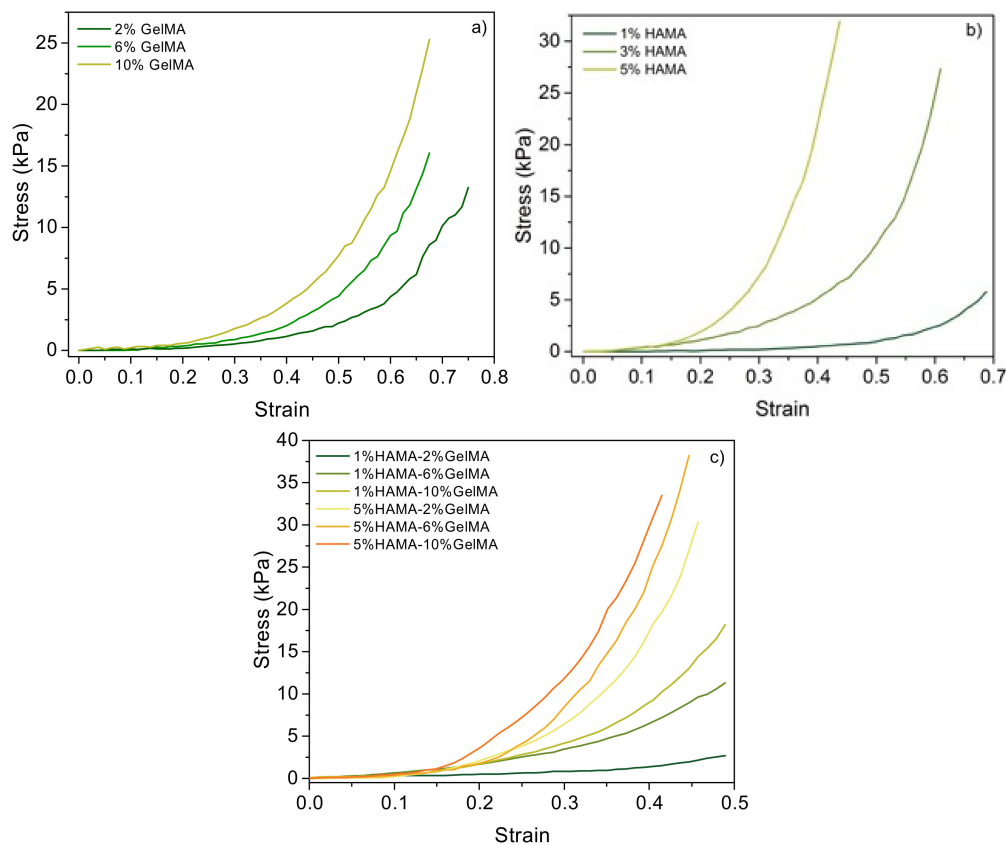 a)
2% GelMA
6% GelMA
10% GelMA
25
20
15
10
5
0
Stress (kPa)
0.0 0.1 0.2 0.3 0.4 0.5 0.6 0.7 0.8
Strain
b)
1% HAMA
3% HAMA
5% HAMA
30
25
20
15
10
5
0
Stress (kPa)
0.0 0.1 0.2 0.3 0.4 0.5 0.6 0.7
Strain
c)
1%HAMA-2%GelMA
1%HAMA-6%GelMA
1%HAMA-10%GelMA
5%HAMA-2%GelMA
5%HAMA-6%GelMA
5%HAMA-10%GelMA
40
35
30
25
20
15
10
5
0
Stress (kPa)
0.0 0.1 0.2 0.3 0.4 0.5
Strain